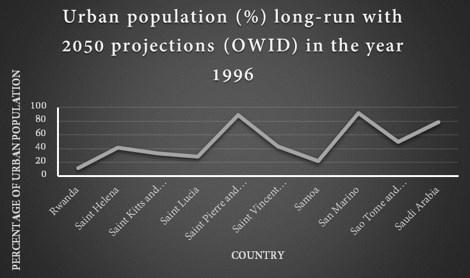 Urban population (%) long-run with
2050 projections (OWID) in the year
1996
PERCENTAGE OF URBAN POPULATION
100
80
60
40
20
0
Rwanda
Saint Helena
Saint Kitts and…
Saint Lucia
Saint Pierre and…
Saint Vincent…
Samoa
San Marino
Sao Tome and…
Saudi Arabia
COUNTRY